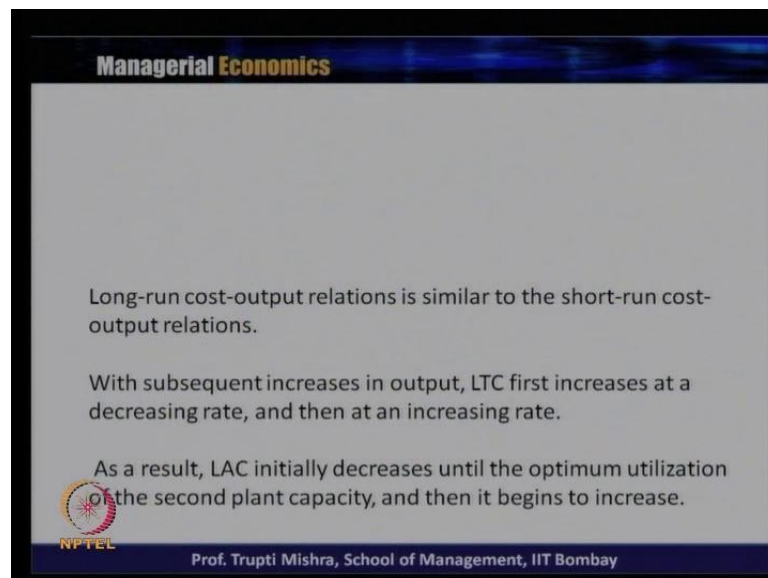 Managerial Economics
Long-run cost-output relations is similar to the short-run cost-
output relations.
With subsequent increases in output, LTC first increases at a
decreasing rate, and then at an increasing rate.
As a result, LAC initially decreases until the optimum utilization
of the second plant capacity, and then it begins to increase.
NPTEL
Prof. Trupti Mishra, School of Management, IIT Bombay